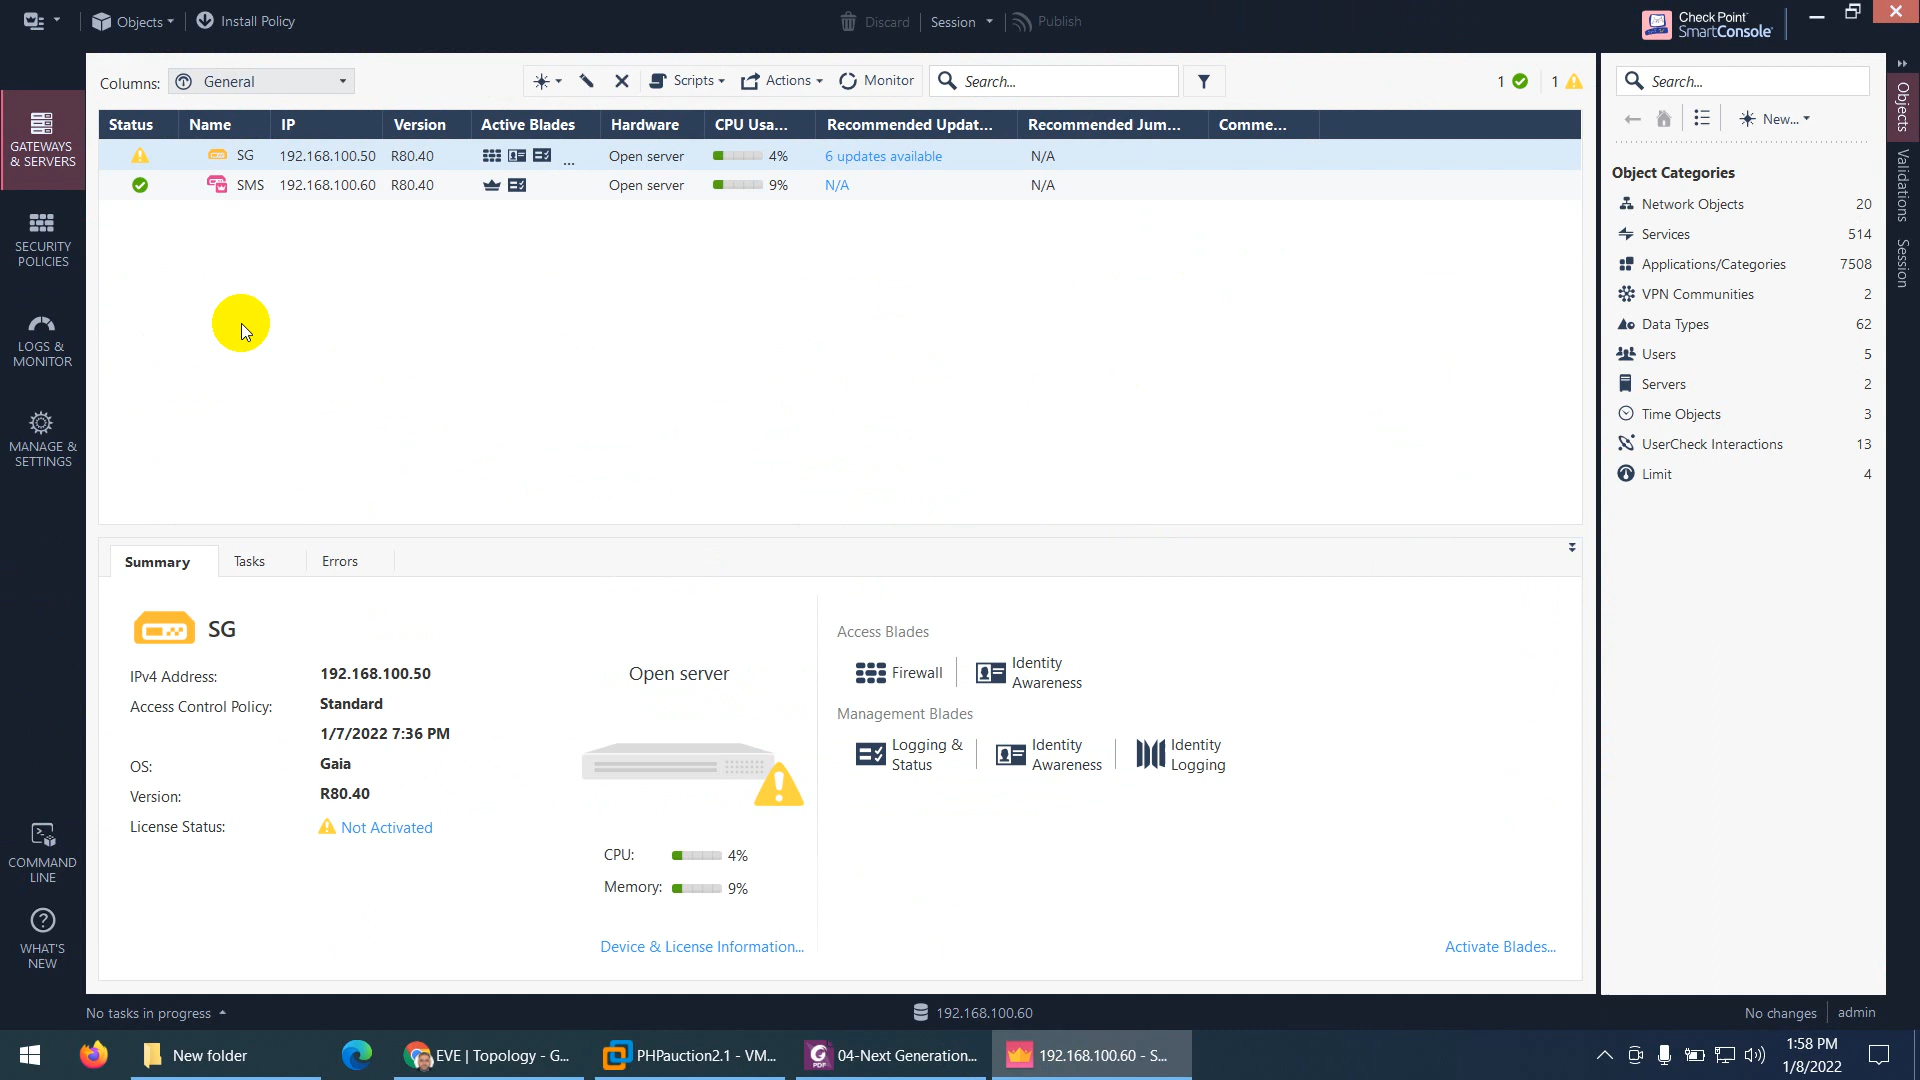 Objects
Install Policy
Discard
Session
Publish
Check Point
SmartConsole
Columns:
General
Scripts
Actions
Monitor
Search...
1
1
Status
Name
IP
Version
Active Blades
Hardware
CPU Usa...
Recommended Updat...
Recommended Jum...
Comme...
SG
192.168.100.50
R80.40
...
Open server
4%
6 updates available
N/A
SMS
192.168.100.60
R80.40
Open server
9%
N/A
N/A
GATEWAYS
& SERVERS
SECURITY
POLICIES
LOGS &
MONITOR
MANAGE &
SETTINGS
COMMAND
LINE
WHAT'S
NEW
Summary
Tasks
Errors
SG
IPv4 Address:
192.168.100.50
Access Control Policy:
Standard
1/7/2022 7:36 PM
OS:
Gaia
Version:
R80.40
License Status:
Not Activated
Open server
CPU:
4%
Memory:
9%
Device & License Information...
Access Blades
Firewall
Identity
Awareness
Management Blades
Logging &
Status
Identity
Awareness
Identity
Logging
Activate Blades...
Search...
New...
Object Categories
Network Objects 20
Services 514
Applications/Categories 7508
VPN Communities 2
Data Types 62
Users 5
Servers 2
Time Objects 3
UserCheck Interactions 13
Limit 4
Objects
Validations
Session
No tasks in progress
192.168.100.60
No changes
admin
New folder
EVE | Topology - G...
PHPauction2.1 - VM...
PDF
04-Next Generation...
192.168.100.60 - S...
1:58 PM
1/8/2022